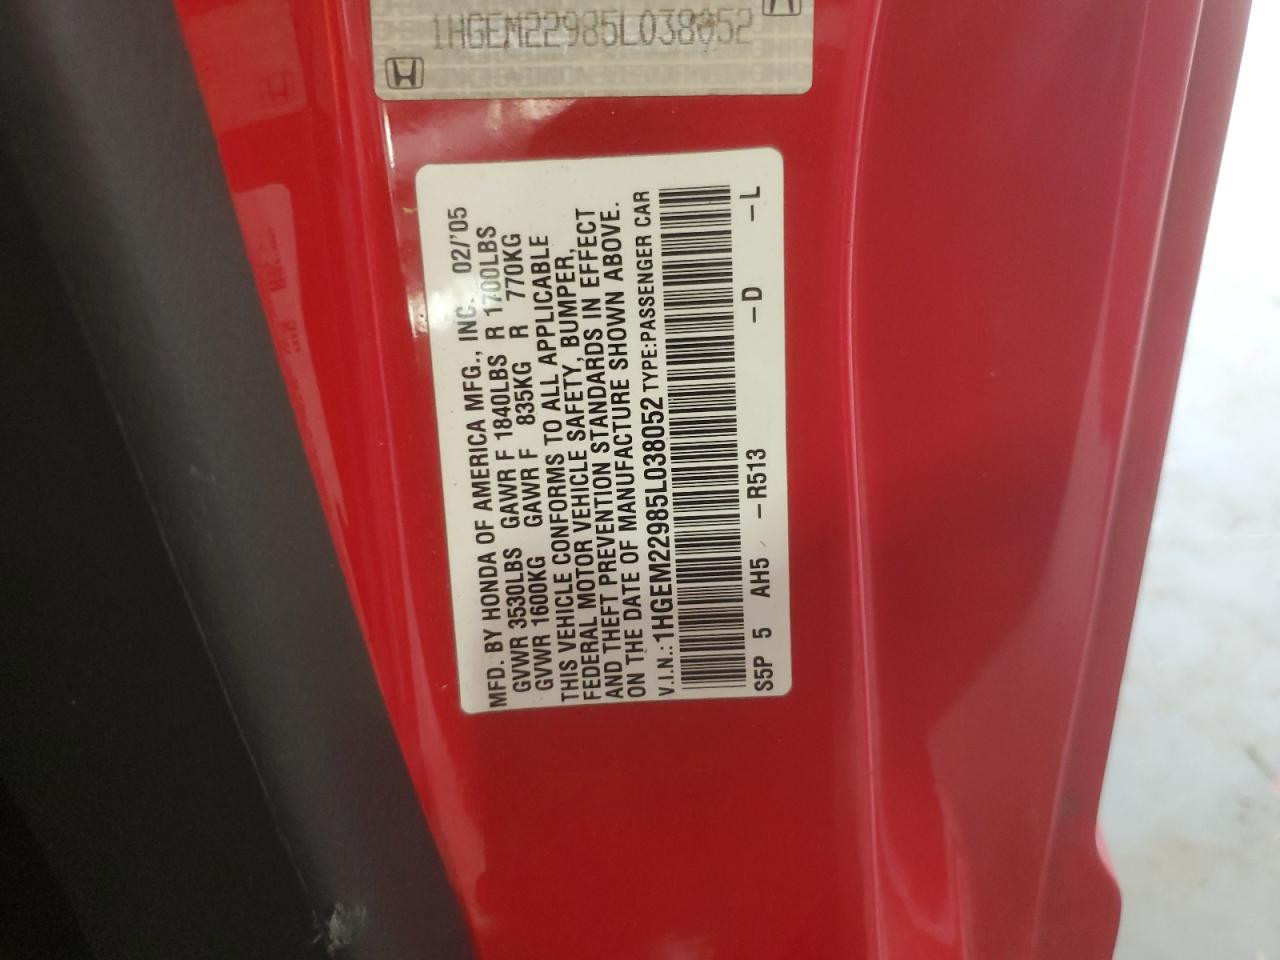 1HGEM22985L038052
MFD. BY HONDA OF AMERICA MFG., INC. 02/'05
GVWR 3530LBS GAWR F 1840LBS R 1700LBS
GVWR 1600KG GAWR F 835KG R 770KG
THIS VEHICLE CONFORMS TO ALL APPLICABLE
FEDERAL MOTOR VEHICLE SAFETY, BUMPER,
AND THEFT PREVENTION STANDARDS IN EFFECT
ON THE DATE OF MANUFACTURE SHOWN ABOVE.
V.I.N.: 1HGEM22985L038052 TYPE:PASSENGER CAR
S5P 5 AH5 –R513 –D –L